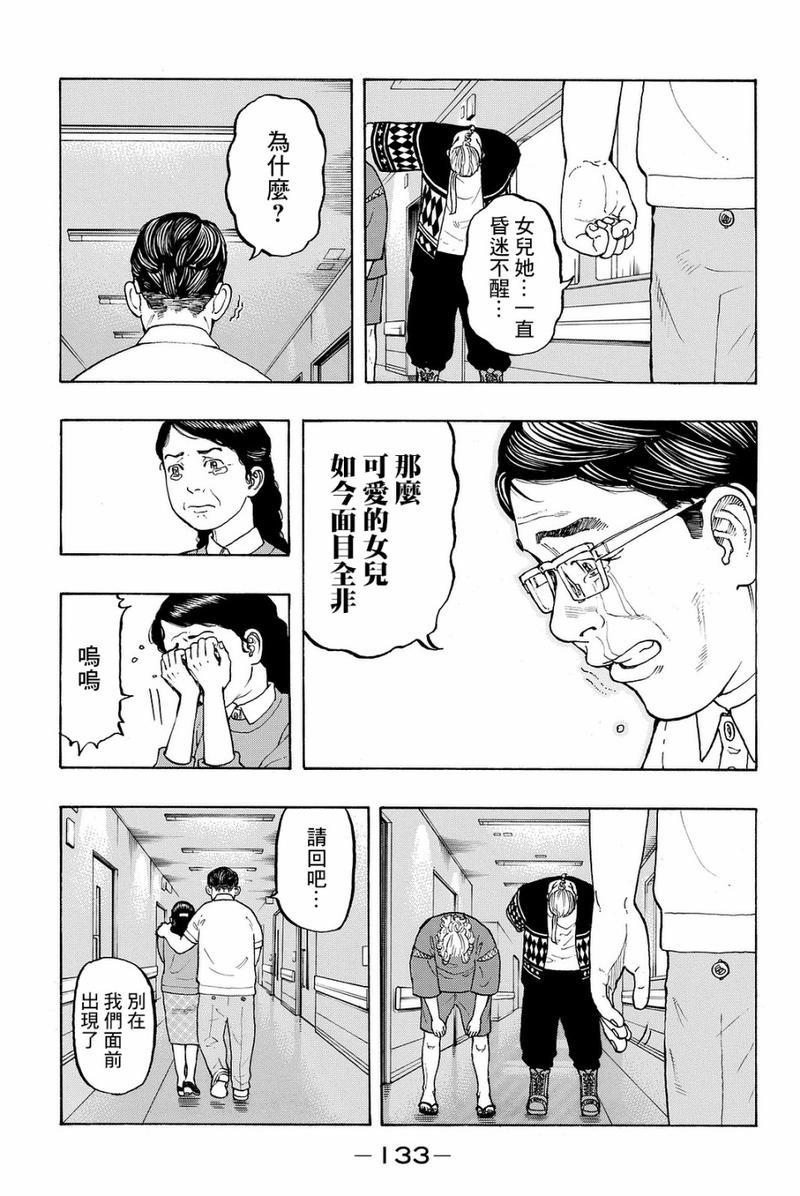 女兒她…一直
昏迷不醒…
為什麼?
那麼
可愛的女兒
如今面目全非
嗚嗚
請回吧…
別在
我們面前
出現了
—133—